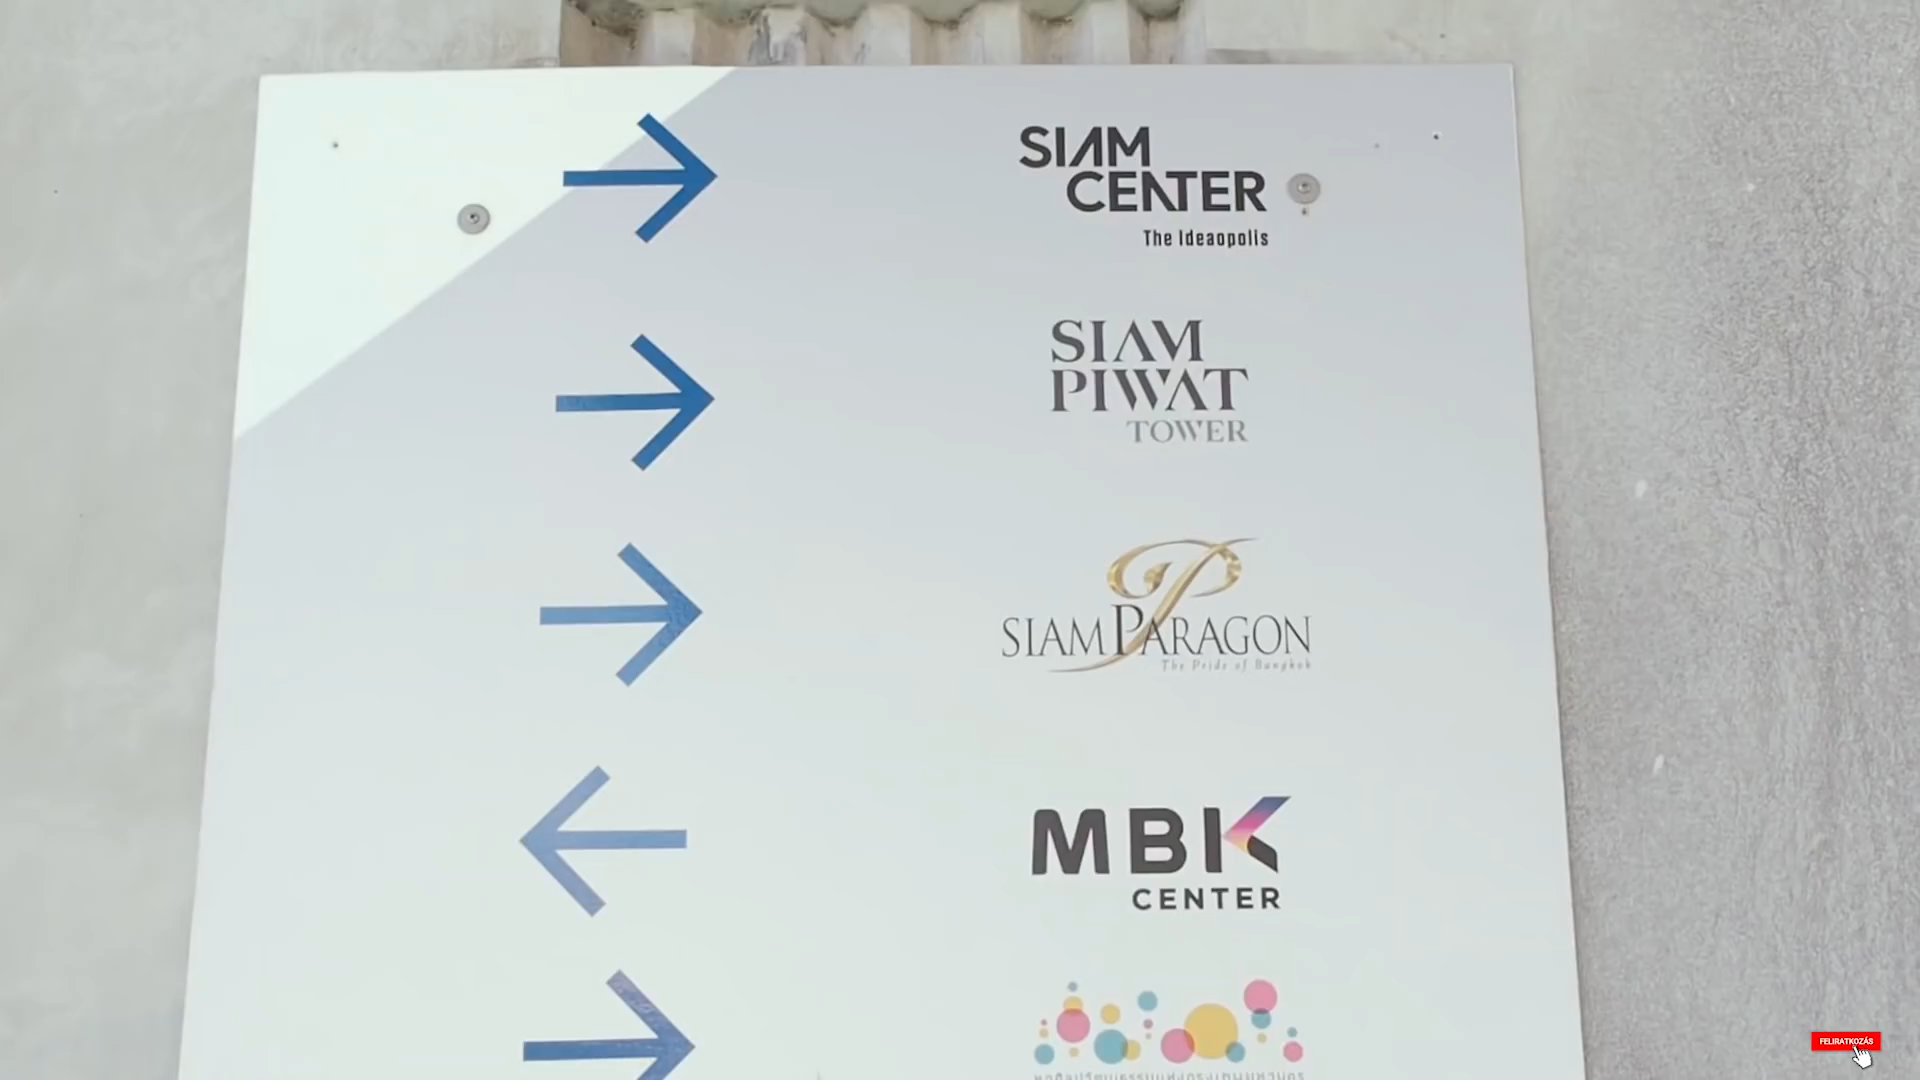 SIAM
CENTER
The Ideaopolis
SIAM
PIWAT
TOWER
SIAM PARAGON
The Pride of Bangkok
MBK
CENTER
FELIRATKOZÁS